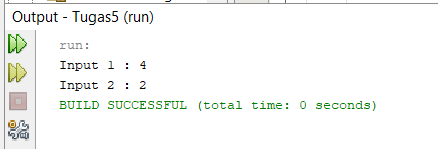 Output - Tugas5 (run)
run:
Input 1 : 4
Input 2 : 2
BUILD SUCCESSFUL (total time: 0 seconds)